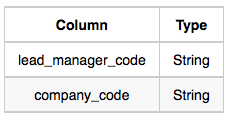 Column Type
lead_manager_code String
company_code String